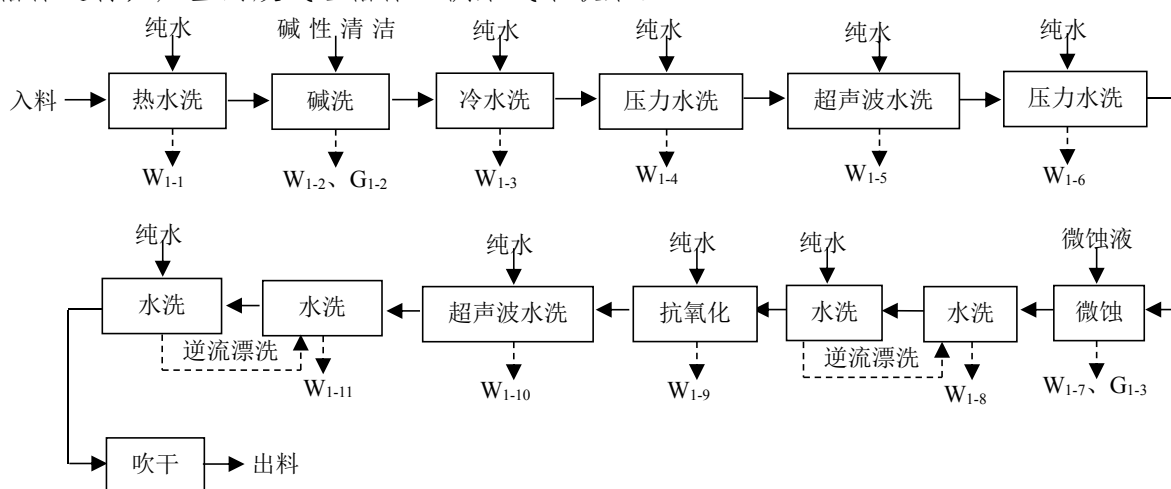 纯水 碱性清洁 纯水 纯水 纯水 纯水
入料 热水洗 碱洗 冷水洗 压力水洗 超声波水洗 压力水洗
W1-1 W1-2、G1-2 W1-3 W1-4 W1-5 W1-6
纯水 纯水 纯水 纯水 微蚀液
水洗 水洗 超声波水洗 抗氧化 水洗 水洗 微蚀
逆流漂洗 逆流漂洗
W1-11 W1-10 W1-9 W1-8 W1-7、G1-3
吹干 出料